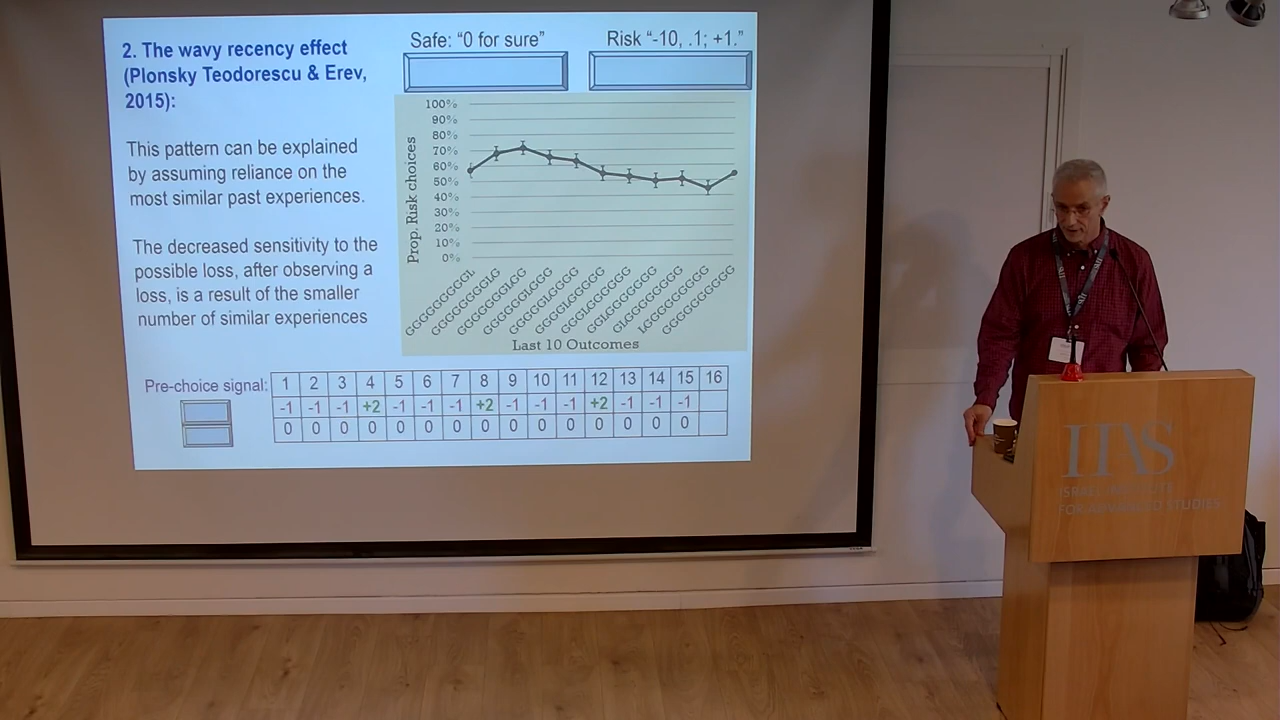 2. The wavy recency effect
(Plonsky Teodorescu & Erev,
2015):
This pattern can be explained
by assuming reliance on the
most similar past experiences.
The decreased sensitivity to the
possible loss, after observing a
loss, is a result of the smaller
number of similar experiences
Safe: “0 for sure”
Risk “-10, .1; +1.”
Prop. Risk choices
100%
90%
80%
70%
60%
50%
40%
30%
20%
10%
0%
GGGGGGGGGL
GGGGGGGGLG
GGGGGGGLGG
GGGGGGLGGG
GGGGGLGGGG
GGGGLGGGGG
GGGLGGGGGG
GGLGGGGGGG
GLGGGGGGGG
LGGGGGGGGG
GGGGGGGGGG
Last 10 Outcomes
Pre-choice signal:
1 2 3 4 5 6 7 8 9 10 11 12 13 14 15 16
-1 -1 -1 +2 -1 -1 -1 +2 -1 -1 -1 +2 -1 -1 -1
0 0 0 0 0 0 0 0 0 0 0 0 0 0 0
IIAS
ISRAEL INSTITUTE
FOR ADVANCED STUDIES